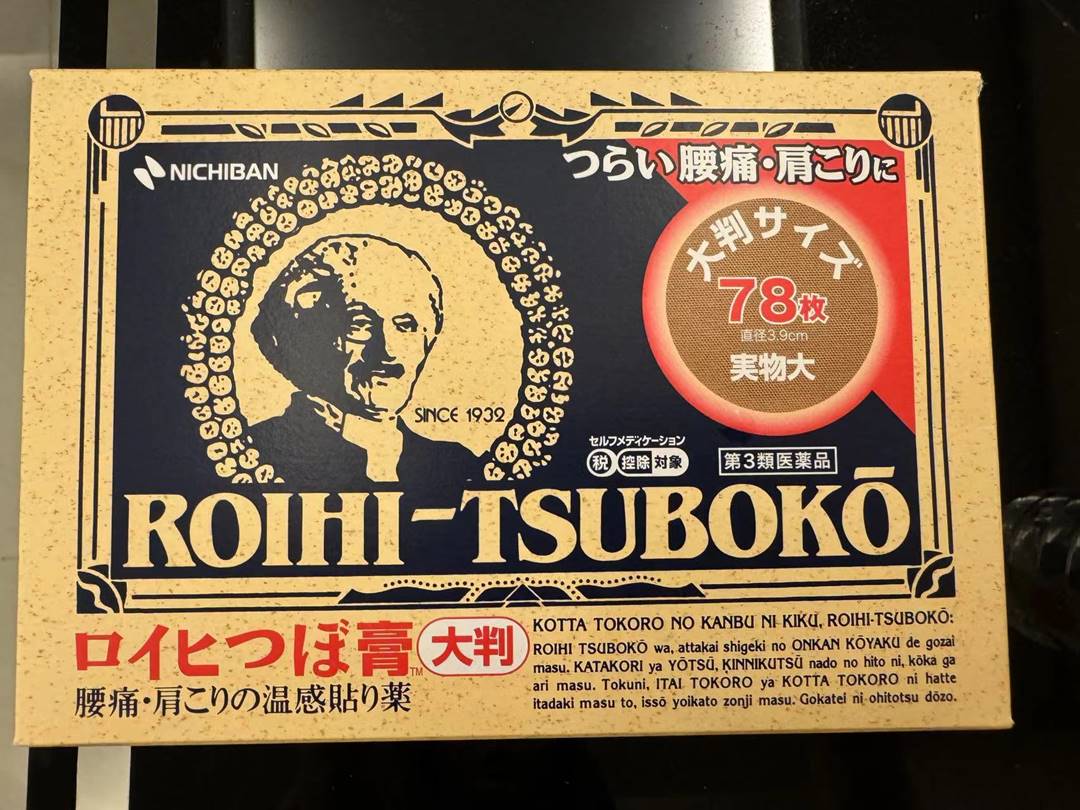 NICHIBAN
つらい腰痛・肩こりに
大判サイズ
78枚
直径3.9cm
実物大
SINCE 1932
セルフメディケーション
税 控除 対象
第3類医薬品
ROIHI-TSUBOKŌ
ロイヒつぼ膏™ 大判
腰痛・肩こりの温感貼り薬
KOTTA TOKORO NO KANBU NI KIKU, ROIHI-TSUBOKŌ:
ROIHI TSUBOKŌ wa, attakai shigeki no ONKAN KŌYAKU de gozai
masu. KATAKORI ya YŌTSŪ, KINNIKUTSŪ nado no hito ni, kōka ga
ari masu. Tokuni, ITAI TOKORO ya KOTTA TOKORO ni hatte
itadaki masu to, issō yoikato zonji masu. Gokatei ni ohitotsu dōzo.